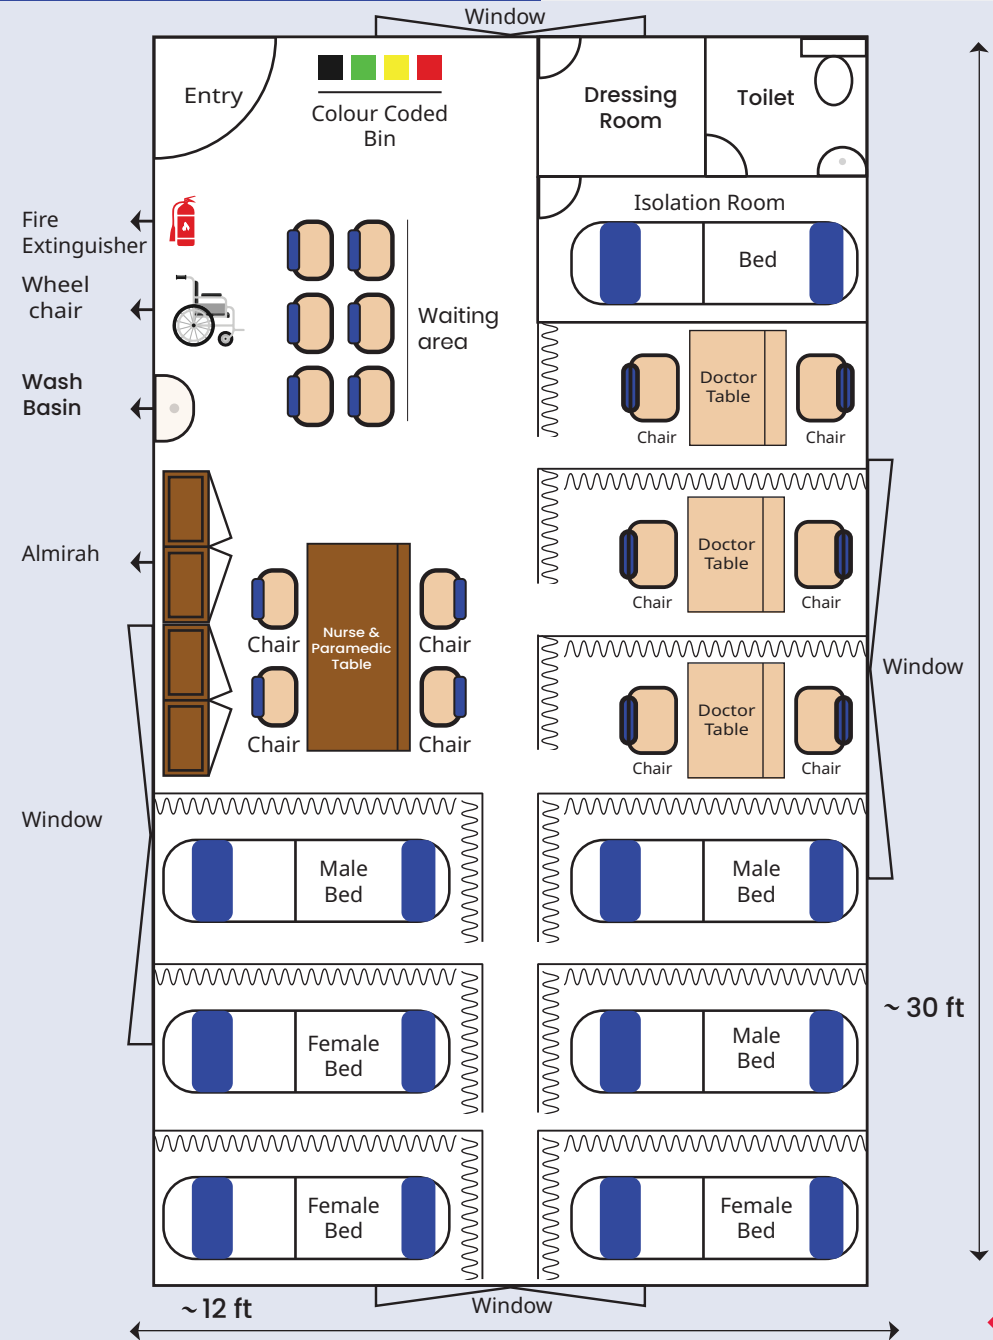 Window
Entry
Colour Coded
Bin
Dressing
Room
Toilet
Isolation Room
Bed
Fire
Extinguisher
Wheel
chair
Wash
Basin
Waiting
area
Doctor
Table
Chair
Chair
Doctor
Table
Chair
Chair
Almirah
Nurse &
Paramedic
Table
Chair
Chair
Chair
Chair
Window
Doctor
Table
Chair
Chair
Window
Male
Bed
Male
Bed
Female
Bed
Male
Bed
~ 30 ft
Female
Bed
Female
Bed
~ 12 ft
Window